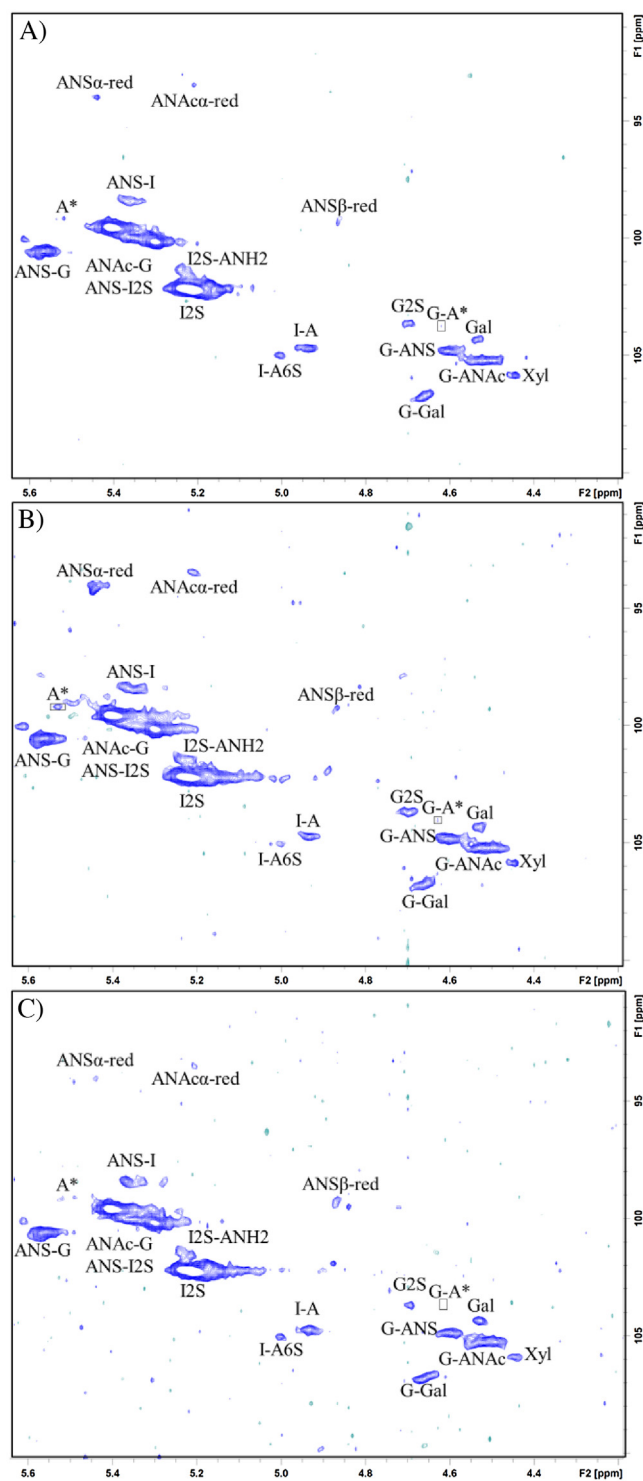 A)
ANSα-red
ANAcα-red
95
ANS-I
A*
ANSβ-red
100
ANS-G
ANAc-G
I2S-ANH2
ANS-I2S
I2S
G2S
G-A*
Gal
I-A
G-ANS
I-A6S
105
G-ANAc
Xyl
G-Gal
F1 [ppm]
5.6 5.4 5.2 5.0 4.8 4.6 4.4 F2 [ppm]
B)
ANSα-red
ANAcα-red
95
ANS-I
A*
ANSβ-red
100
ANS-G
ANAc-G
I2S-ANH2
ANS-I2S
I2S
G2S
G-A*
Gal
I-A
G-ANS
I-A6S
105
G-ANAc
Xyl
G-Gal
F1 [ppm]
5.6 5.4 5.2 5.0 4.8 4.6 4.4 F2 [ppm]
C)
ANSα-red
ANAcα-red
95
ANS-I
A*
ANSβ-red
100
ANS-G
ANAc-G
I2S-ANH2
ANS-I2S
I2S
G2S
G-A*
Gal
I-A
G-ANS
I-A6S
105
G-ANAc
Xyl
G-Gal
F1 [ppm]
5.6 5.4 5.2 5.0 4.8 4.6 4.4 F2 [ppm]